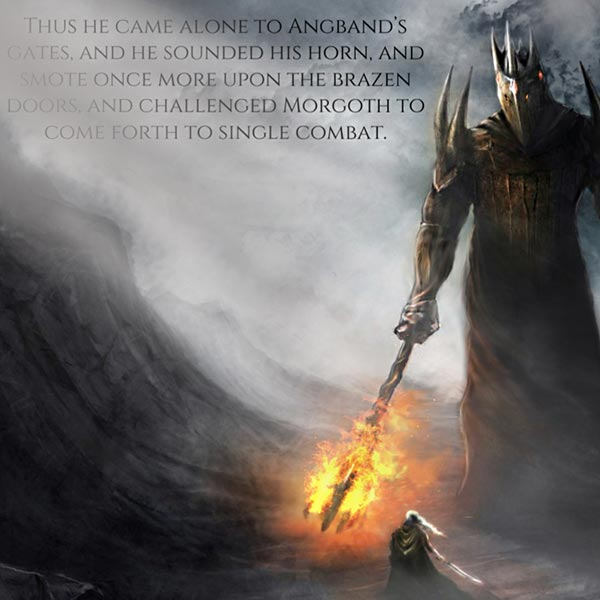 Thus he came alone to Angband's
gates, and he sounded his horn, and
smote once more upon the brazen
doors, and challenged Morgoth to
come forth to single combat.